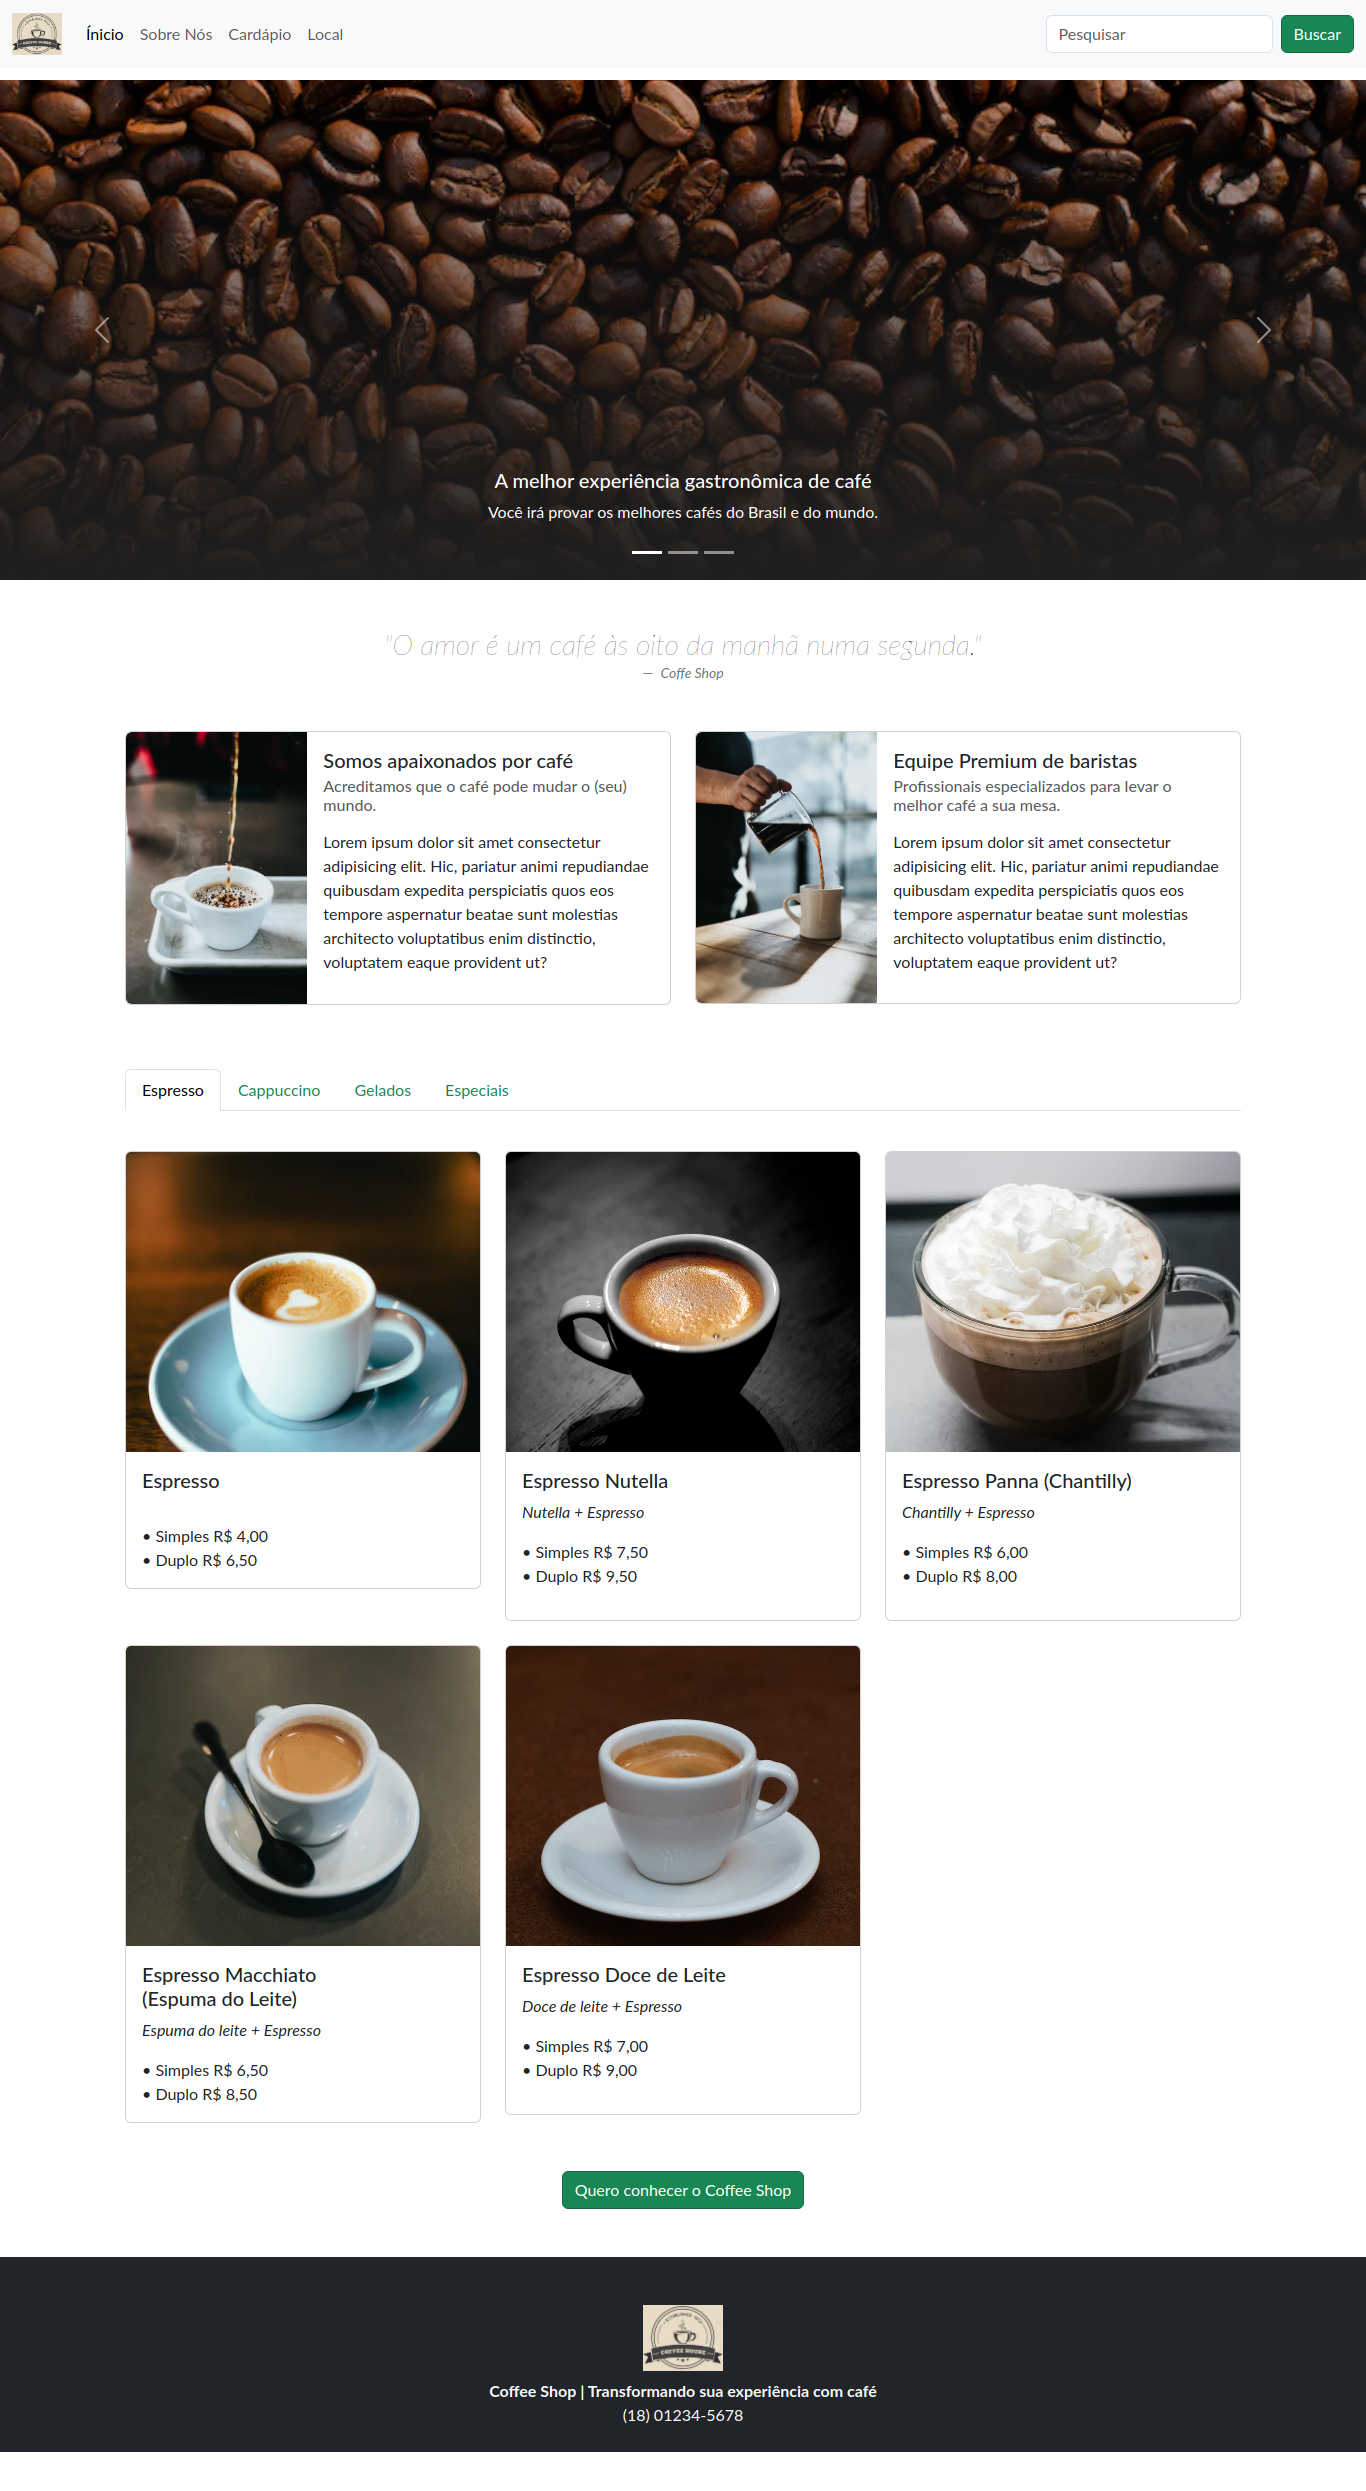 Ínicio Sobre Nós Cardápio Local Pesquisar Buscar
A melhor experiência gastronômica de café
Você irá provar os melhores cafés do Brasil e do mundo.
"O amor é um café às oito da manhã numa segunda."
— Coffe Shop
Somos apaixonados por café
Acreditamos que o café pode mudar o (seu)
mundo.
Lorem ipsum dolor sit amet consectetur
adipisicing elit. Hic, pariatur animi repudiandae
quibusdam expedita perspiciatis quos eos
tempore aspernatur beatae sunt molestias
architecto voluptatibus enim distinctio,
voluptatem eaque provident ut?
Equipe Premium de baristas
Profissionais especializados para levar o
melhor café a sua mesa.
Lorem ipsum dolor sit amet consectetur
adipisicing elit. Hic, pariatur animi repudiandae
quibusdam expedita perspiciatis quos eos
tempore aspernatur beatae sunt molestias
architecto voluptatibus enim distinctio,
voluptatem eaque provident ut?
Espresso Cappuccino Gelados Especiais
Espresso
• Simples R$ 4,00
• Duplo R$ 6,50
Espresso Nutella
Nutella + Espresso
• Simples R$ 7,50
• Duplo R$ 9,50
Espresso Panna (Chantilly)
Chantilly + Espresso
• Simples R$ 6,00
• Duplo R$ 8,00
Espresso Macchiato
(Espuma do Leite)
Espuma do leite + Espresso
• Simples R$ 6,50
• Duplo R$ 8,50
Espresso Doce de Leite
Doce de leite + Espresso
• Simples R$ 7,00
• Duplo R$ 9,00
Quero conhecer o Coffee Shop
COFFEE HOUSE
Coffee Shop | Transformando sua experiência com café
(18) 01234-5678